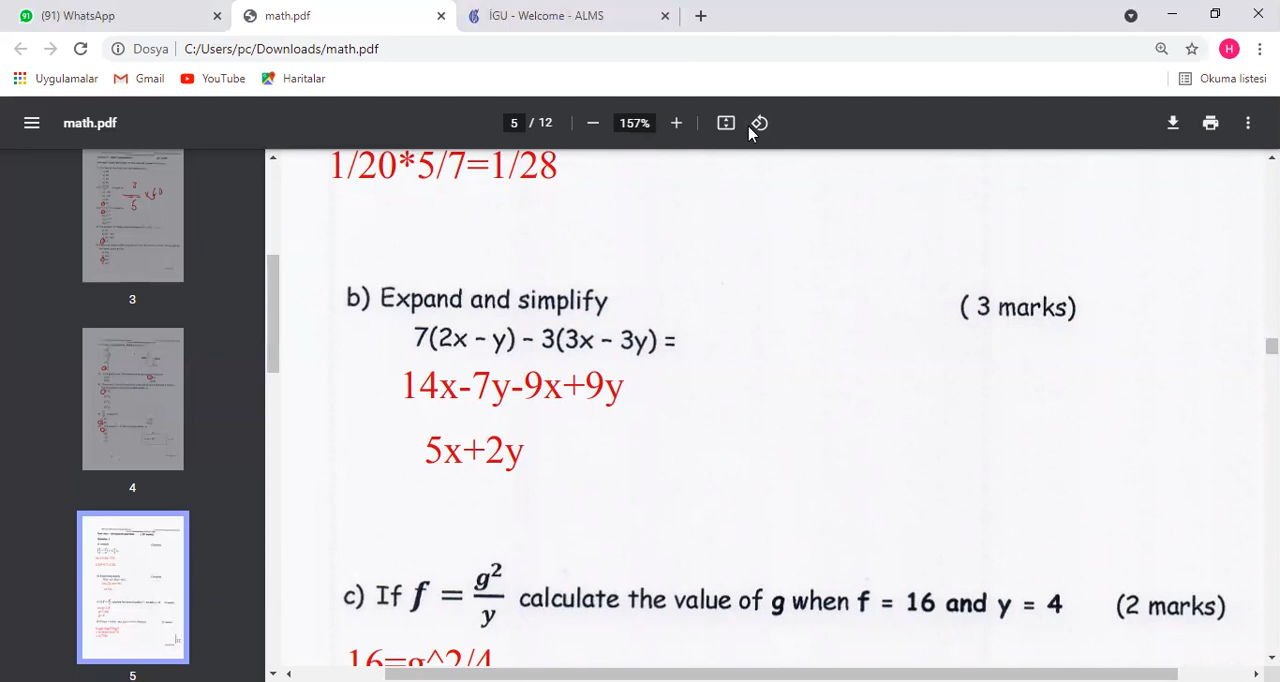 (91) WhatsApp
math.pdf
İGU - Welcome - ALMS
Dosya
C:/Users/pc/Downloads/math.pdf
H
Uygulamalar
Gmail
YouTube
Haritalar
Okuma listesi
math.pdf
5 / 12
157%
1/20*5/7=1/28
b) Expand and simplify
( 3 marks)
7(2x - y) - 3(3x - 3y) =
14x-7y-9x+9y
5x+2y
c) If f = g²/y calculate the value of g when f = 16 and y = 4
(2 marks)
16=g^2/4
3
4
5